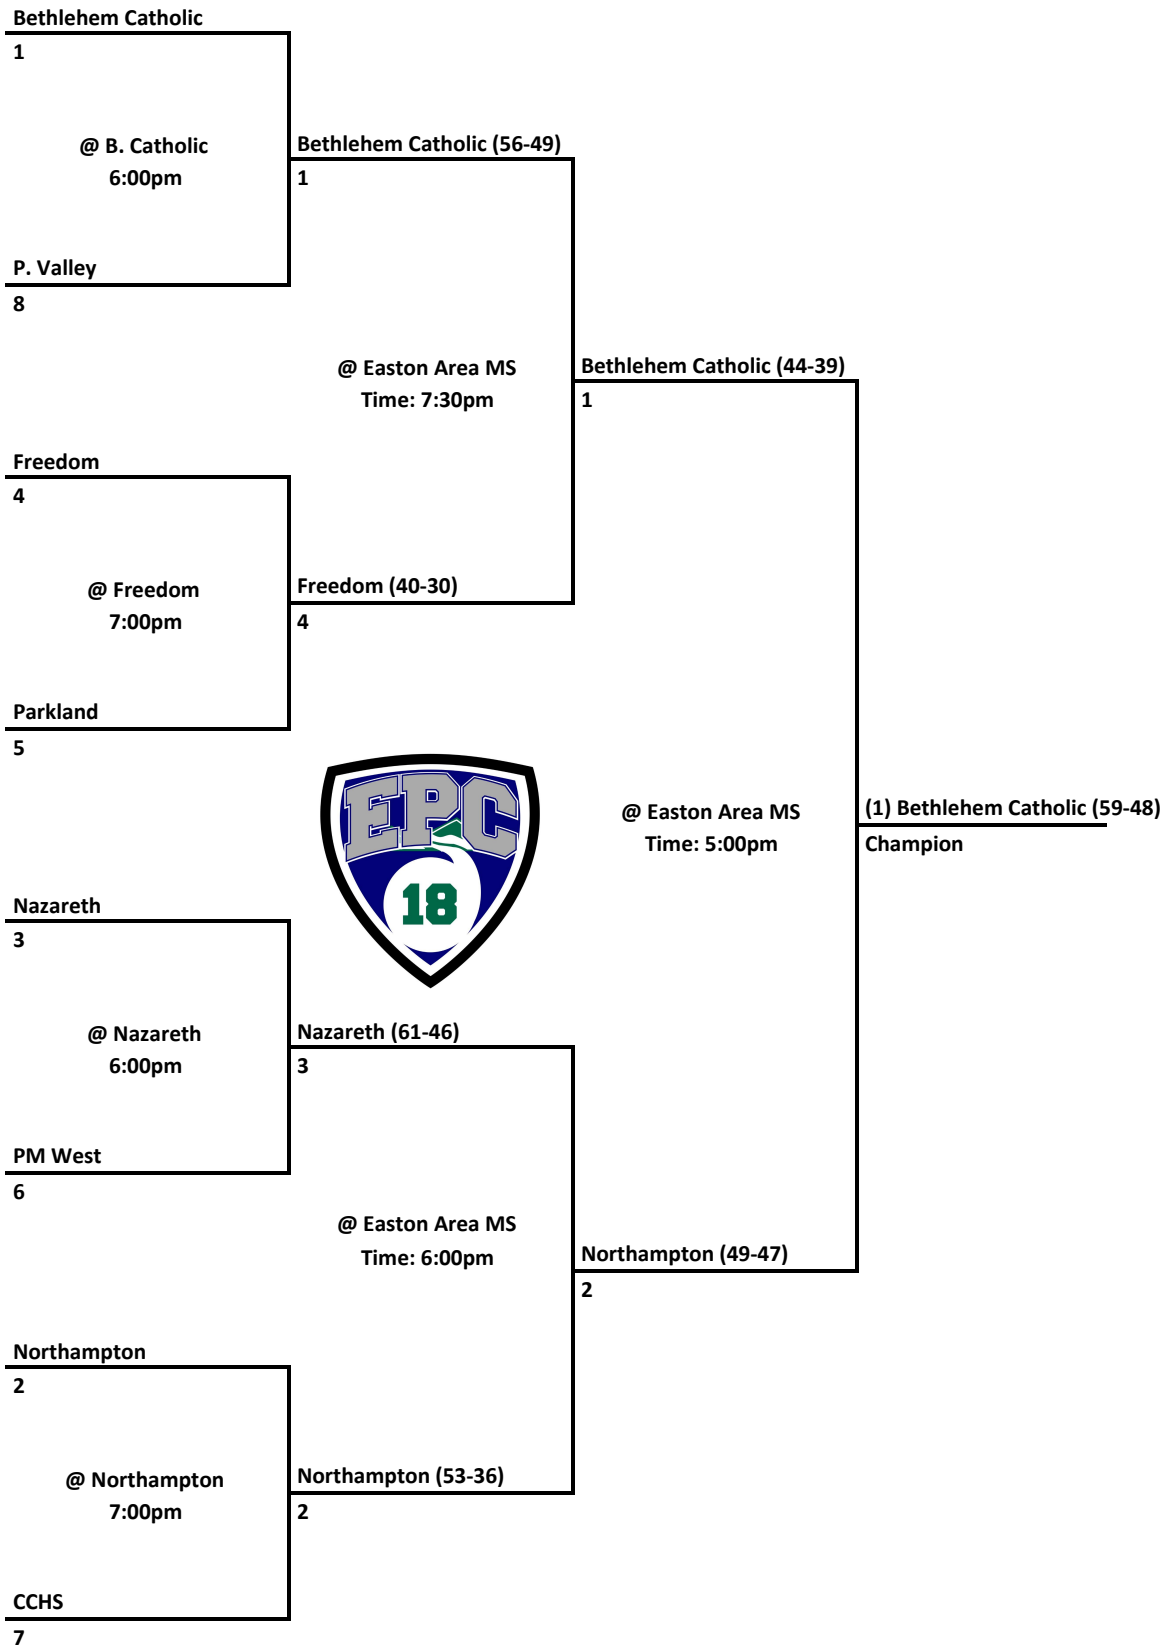 Bethlehem Catholic
1
@ B. Catholic
6:00pm
Bethlehem Catholic (56-49)
1
P. Valley
8
@ Easton Area MS
Time: 7:30pm
Bethlehem Catholic (44-39)
1
Freedom
4
@ Freedom
7:00pm
Freedom (40-30)
4
Parkland
5
EPC
18
@ Easton Area MS
Time: 5:00pm
(1) Bethlehem Catholic (59-48)
Champion
Nazareth
3
@ Nazareth
6:00pm
Nazareth (61-46)
3
PM West
6
@ Easton Area MS
Time: 6:00pm
Northampton (49-47)
2
Northampton
2
@ Northampton
7:00pm
Northampton (53-36)
2
CCHS
7